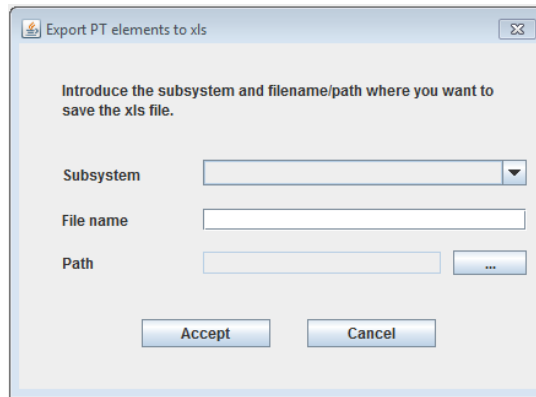 Export PT elements to xls
Introduce the subsystem and filename/path where you want to
save the xls file.
Subsystem
File name
Path
...
Accept
Cancel